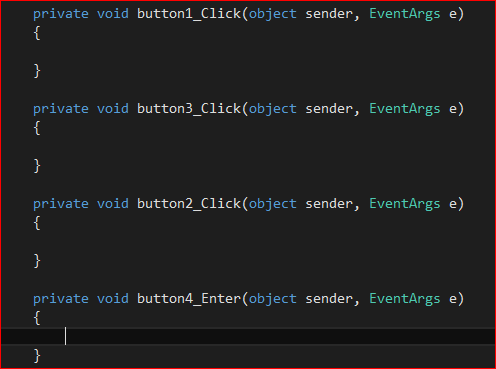 private void button1_Click(object sender, EventArgs e)
{
}
private void button3_Click(object sender, EventArgs e)
{
}
private void button2_Click(object sender, EventArgs e)
{
}
private void button4_Enter(object sender, EventArgs e)
{
}